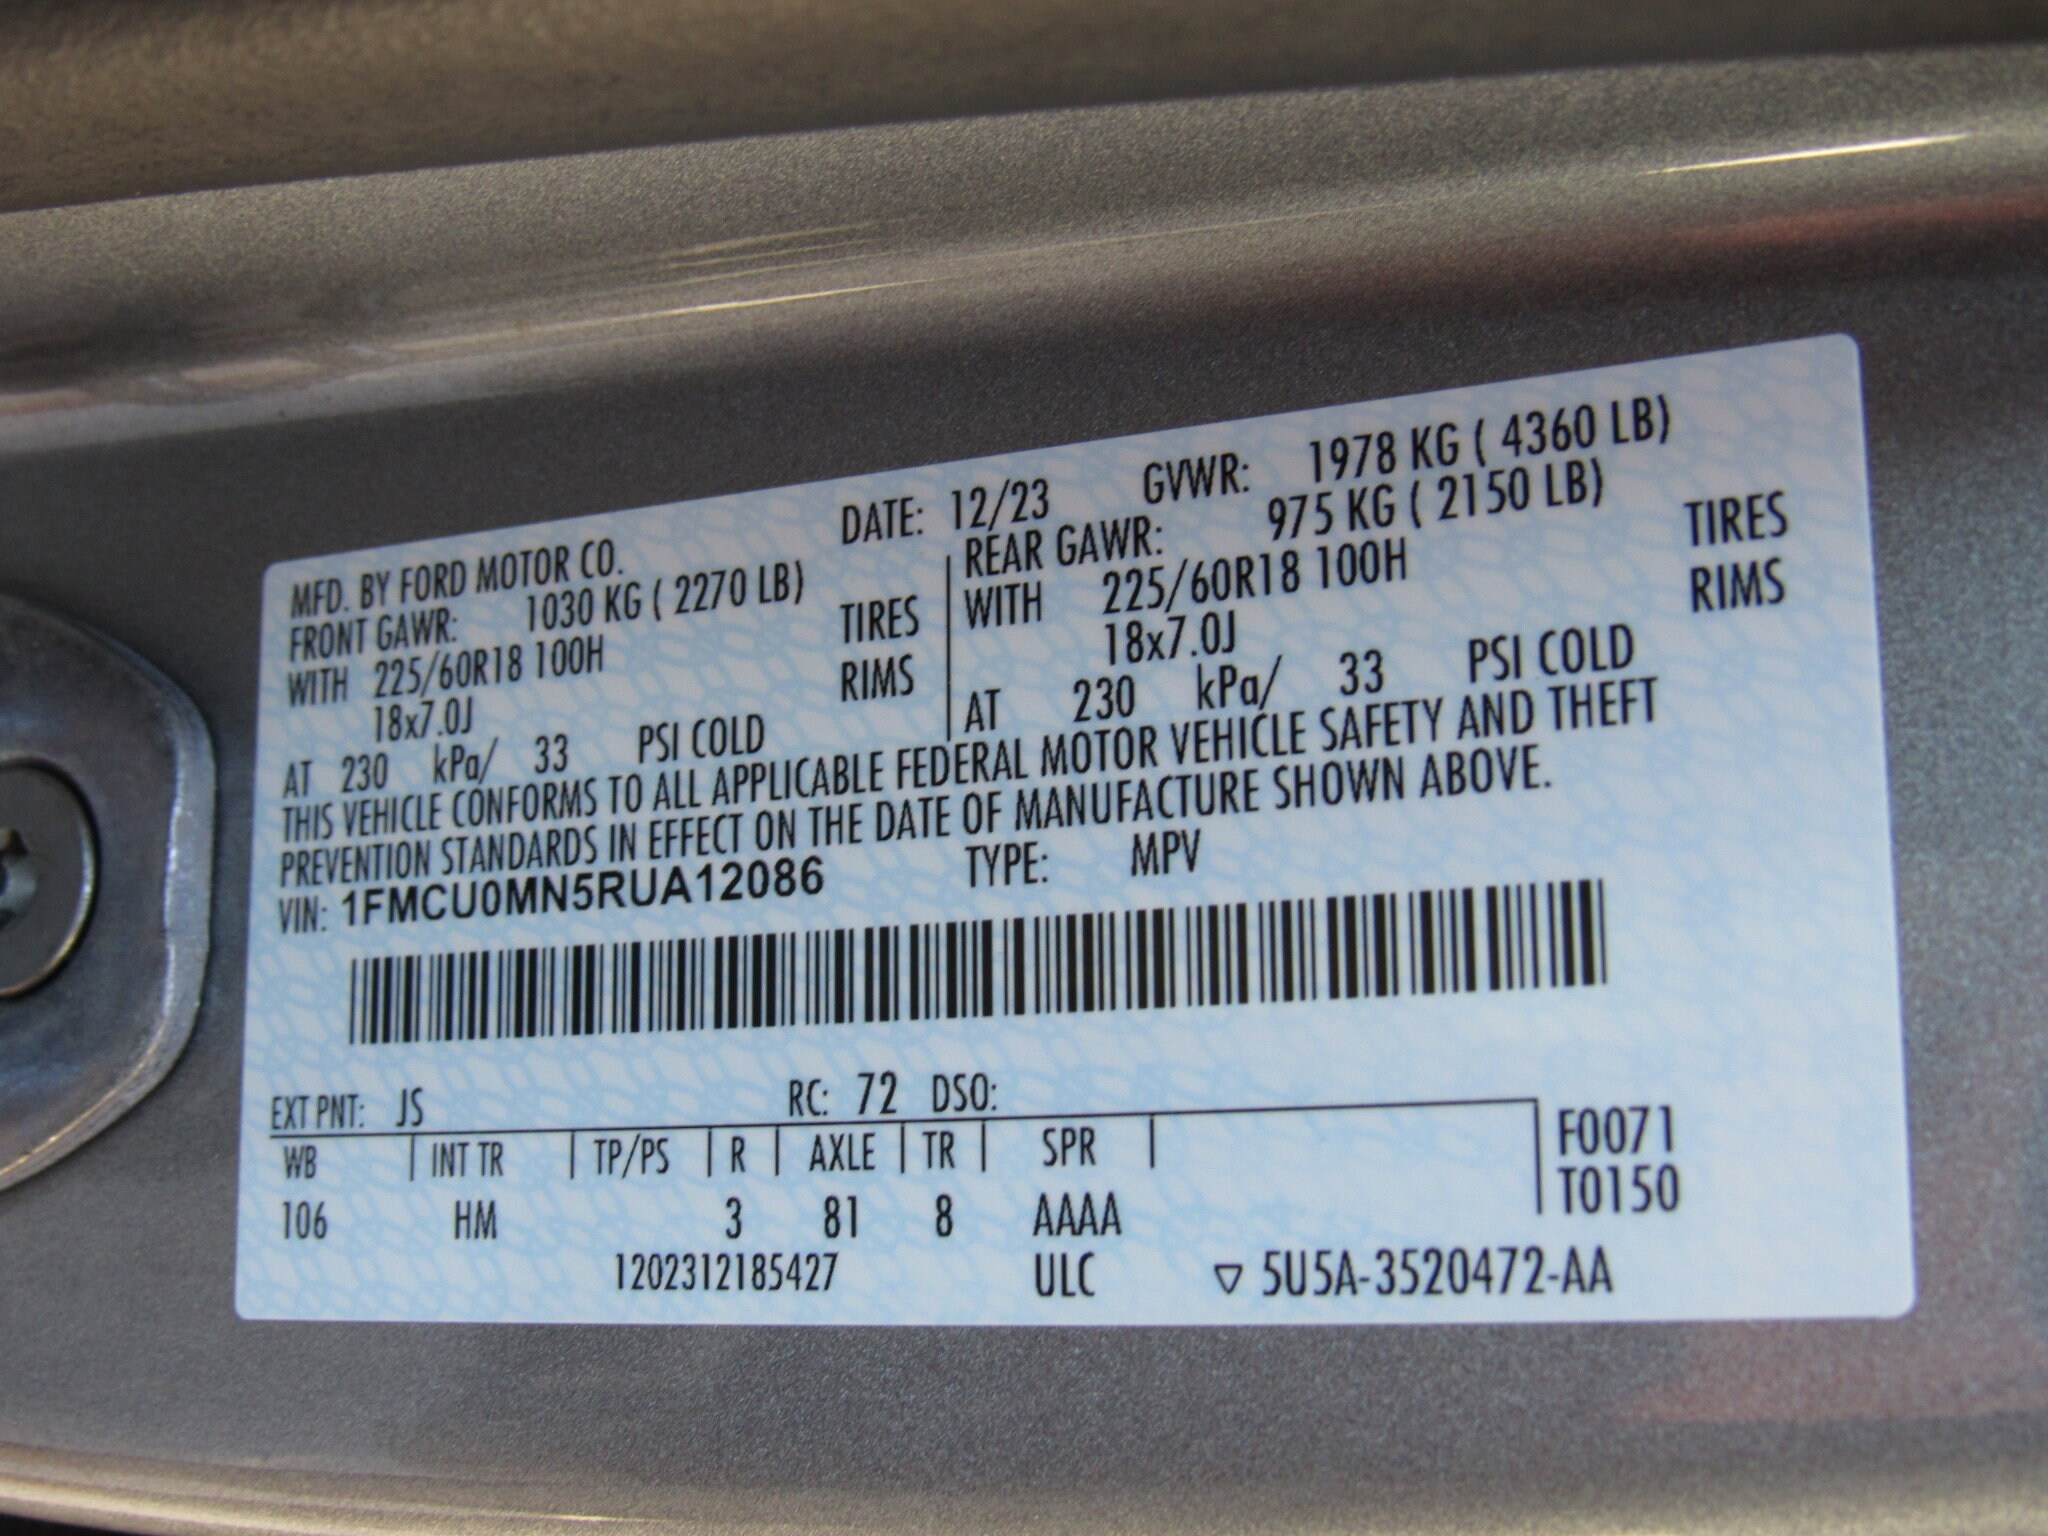 MFD. BY FORD MOTOR CO. DATE: 12/23 GVWR: 1978 KG ( 4360 LB)
FRONT GAWR: 1030 KG ( 2270 LB) REAR GAWR: 975 KG ( 2150 LB)
WITH 225/60R18 100H TIRES WITH 225/60R18 100H TIRES
18x7.0J RIMS 18x7.0J RIMS
AT 230 kPa/ 33 PSI COLD AT 230 kPa/ 33 PSI COLD
THIS VEHICLE CONFORMS TO ALL APPLICABLE FEDERAL MOTOR VEHICLE SAFETY AND THEFT
PREVENTION STANDARDS IN EFFECT ON THE DATE OF MANUFACTURE SHOWN ABOVE.
VIN: 1FMCU0MN5RUA12086 TYPE: MPV
EXT PNT: JS RC: 72 DSO:
WB INT TR TP/PS R AXLE TR SPR F0071
T0150
106 HM 3 81 8 AAAA
1202312185427 ULC ▽ 5U5A-3520472-AA